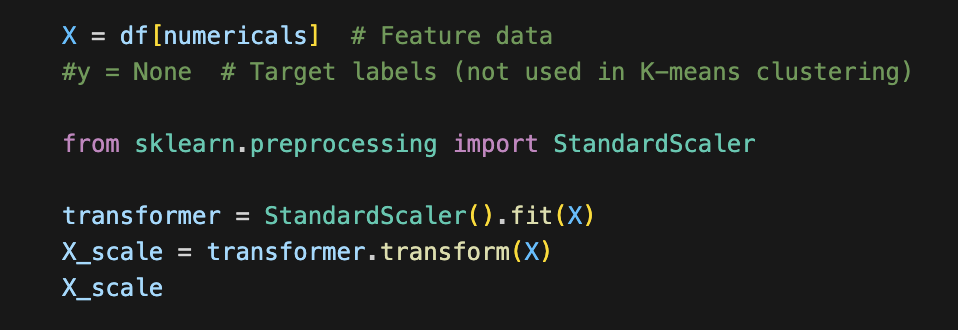 X = df[numericals]  # Feature data
#y = None  # Target labels (not used in K-means clustering)
from sklearn.preprocessing import StandardScaler
transformer = StandardScaler().fit(X)
X_scale = transformer.transform(X)
X_scale